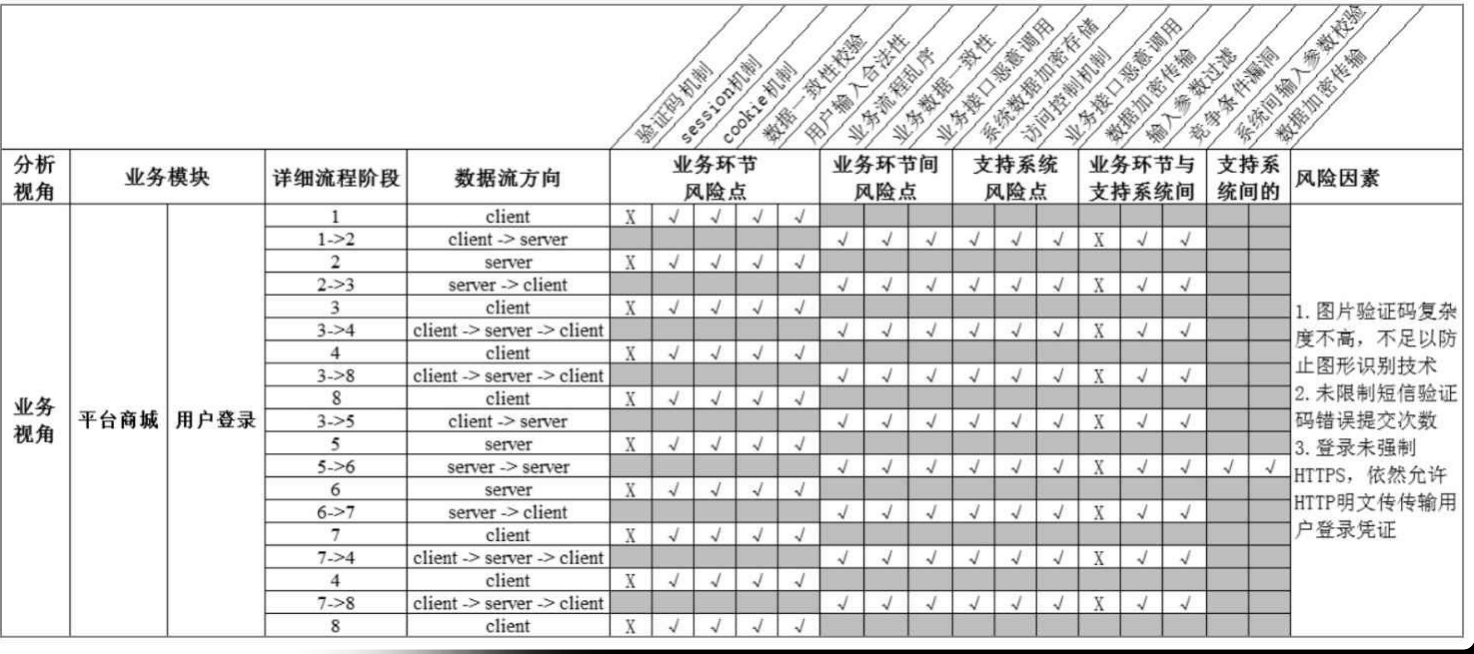 验证码机制
session机制
cookie机制
数据一致性校验
用户输入合法性
业务流程乱序
业务数据一致性
业务接口恶意调用
系统数据加密存储
访问控制机制
业务接口恶意调用
数据加密传输
输入参数过滤
竞争条件漏洞
系统间输入参数校验
数据加密传输
分析
视角
业务模块
详细流程阶段
数据流方向
业务环节
风险点
业务环节间
风险点
支持系统
风险点
业务环节与
支持系统间
支持系
统间的
风险因素
业务
视角
平台商城
用户登录
1 client X √ √ √ √
1->2 client -> server √ √ √ √ √ √ X √ √
2 server X √ √ √ √
2->3 server -> client √ √ √ √ √ √ X √ √
3 client X √ √ √ √
3->4 client -> server -> client √ √ √ √ √ √ X √ √
4 client X √ √ √ √
3->8 client -> server -> client √ √ √ √ √ √ X √ √
8 client X √ √ √ √
3->5 client -> server √ √ √ √ √ √ X √ √
5 server X √ √ √ √
5->6 server -> server √ √ √ √ √ √ X √ √ √ √
6 server X √ √ √ √
6->7 server -> client √ √ √ √ √ √ X √ √
7 client X √ √ √ √
7->4 client -> server -> client √ √ √ √ √ √ X √ √
4 client X √ √ √ √
7->8 client -> server -> client √ √ √ √ √ √ X √ √
8 client X √ √ √ √
1. 图片验证码复杂
度不高，不足以防
止图形识别技术
2. 未限制短信验证
码错误提交次数
3. 登录未强制
HTTPS，依然允许
HTTP明文传传输用
户登录凭证